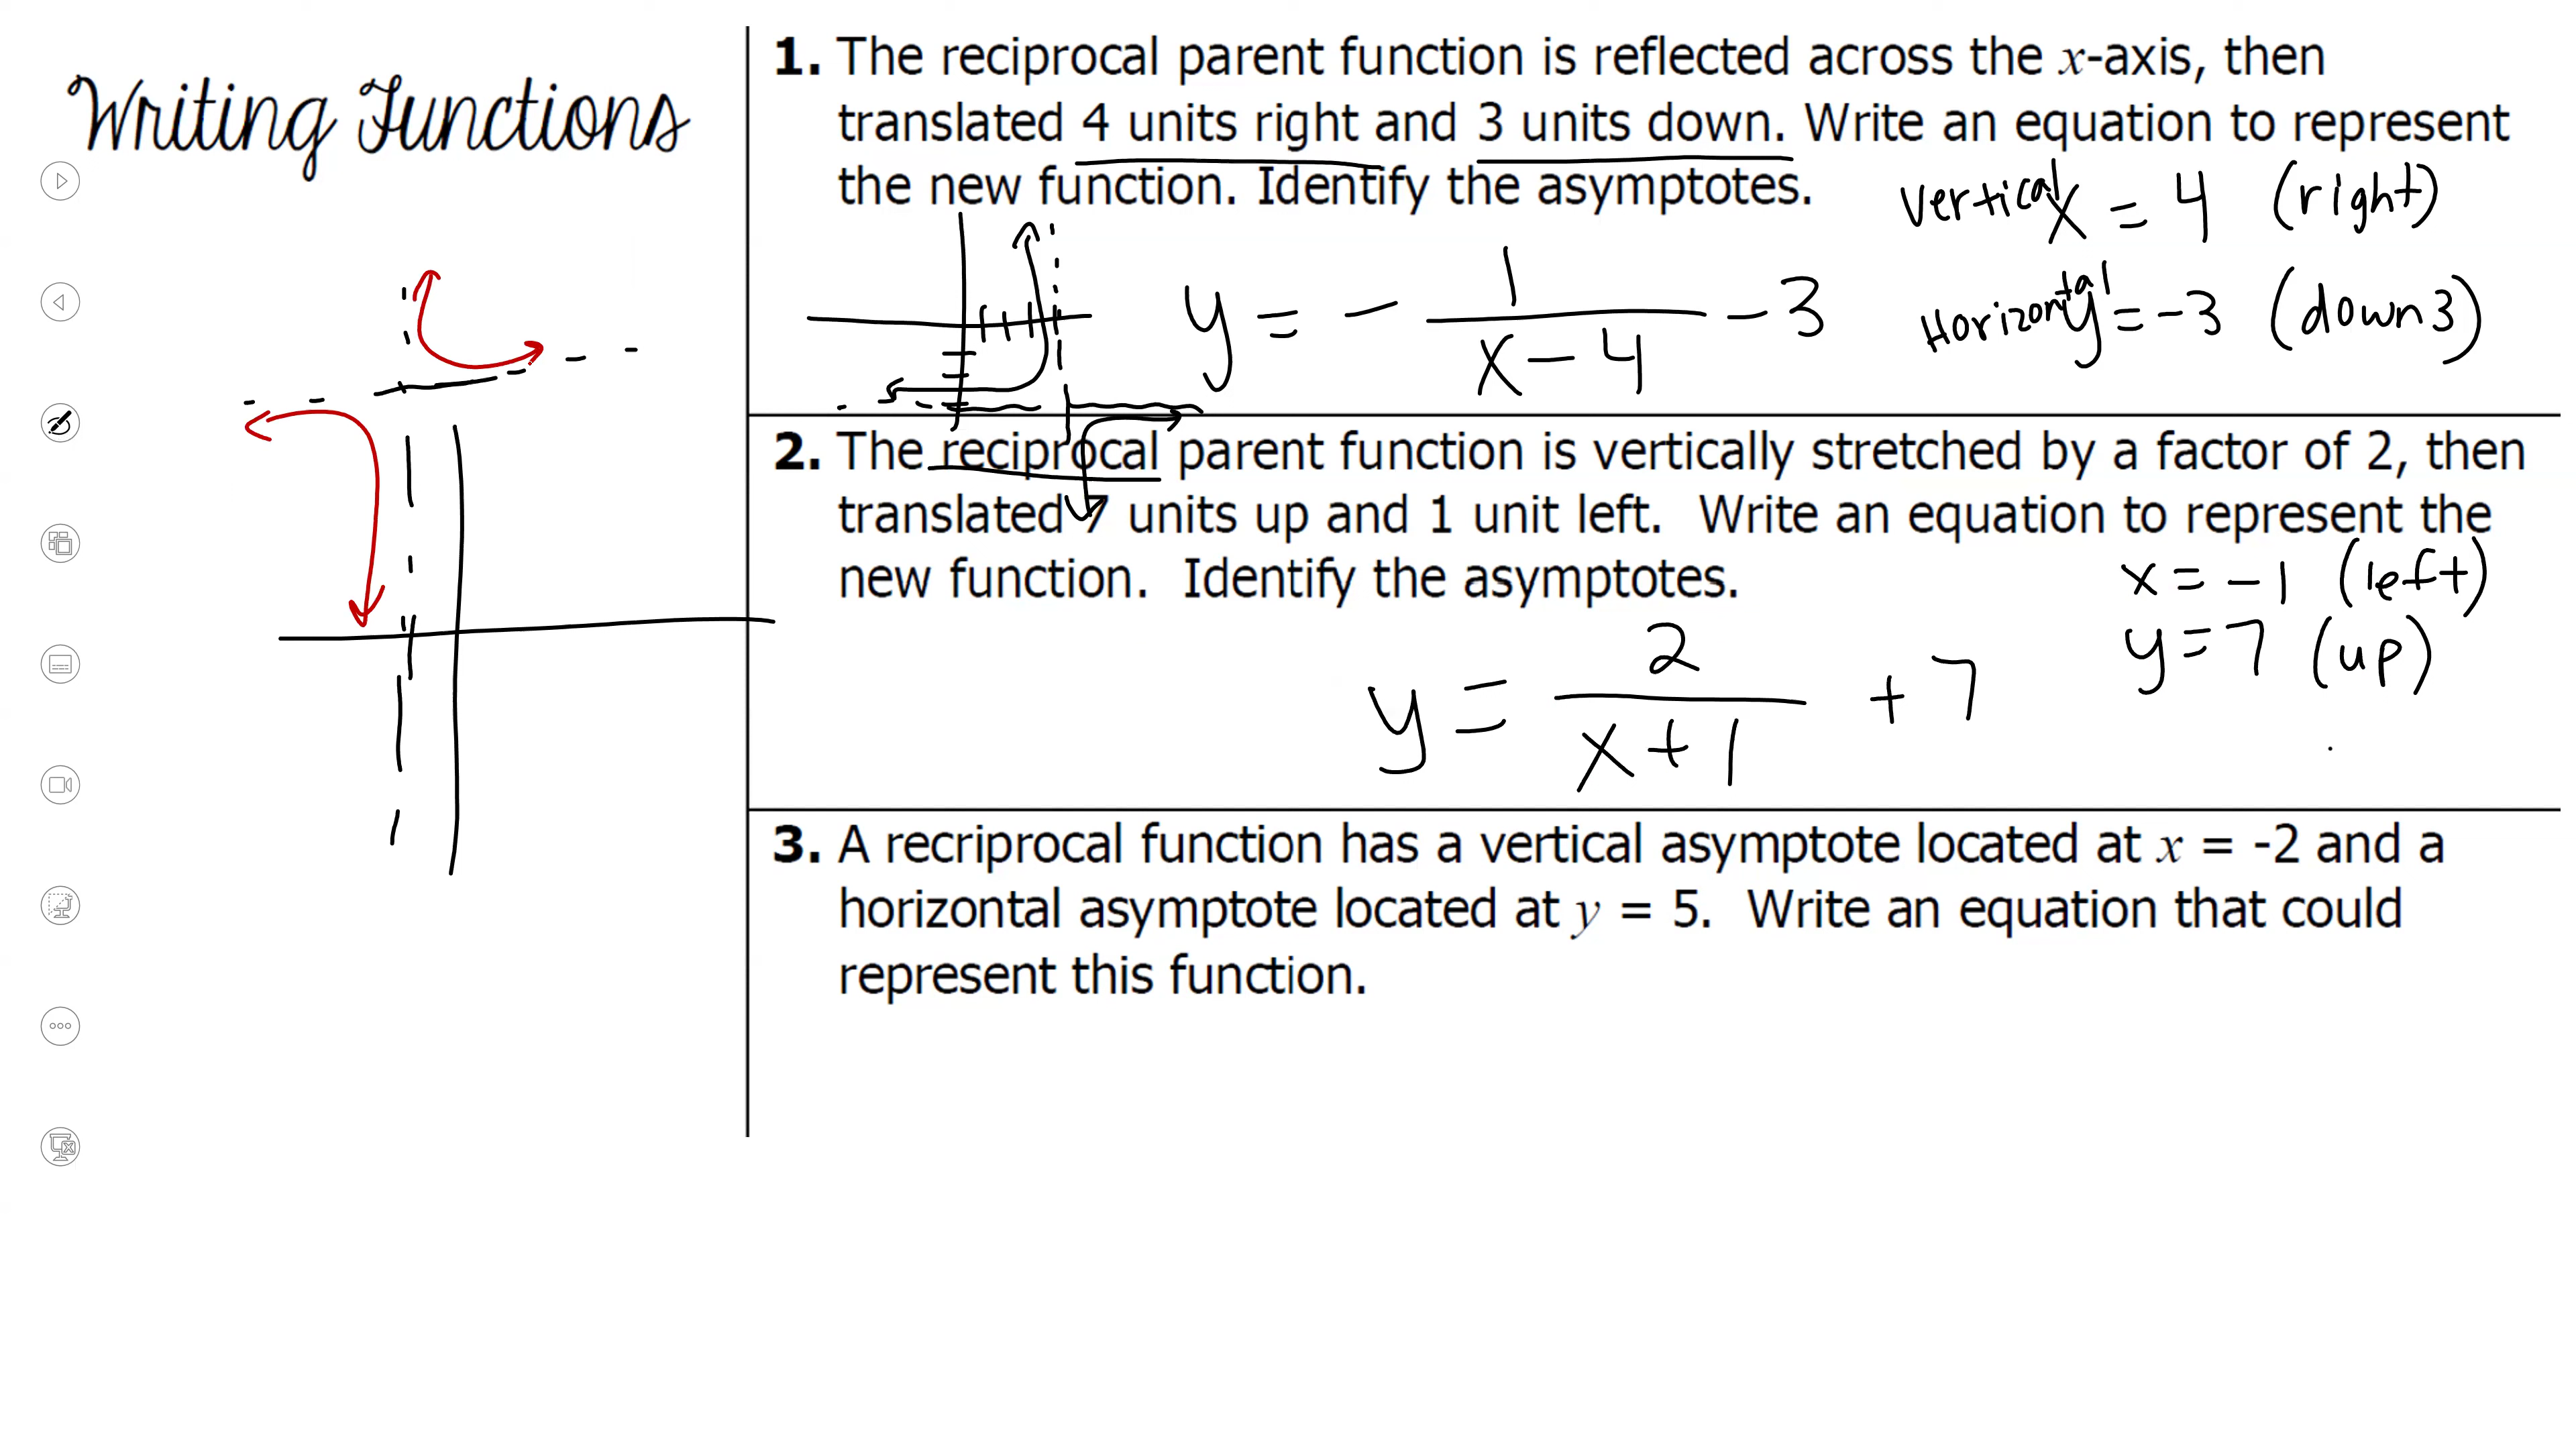 Writing Functions
1. The reciprocal parent function is reflected across the x-axis, then
translated 4 units right and 3 units down. Write an equation to represent
the new function. Identify the asymptotes.
vertical x = 4 (right)
Horizontal y = -3 (down 3)
y = - 1/(x - 4) - 3
2. The reciprocal parent function is vertically stretched by a factor of 2, then
translated 7 units up and 1 unit left. Write an equation to represent the
new function. Identify the asymptotes.
x = -1 (left)
y = 7 (up)
y = 2/(x + 1) + 7
3. A recriprocal function has a vertical asymptote located at x = -2 and a
horizontal asymptote located at y = 5. Write an equation that could
represent this function.